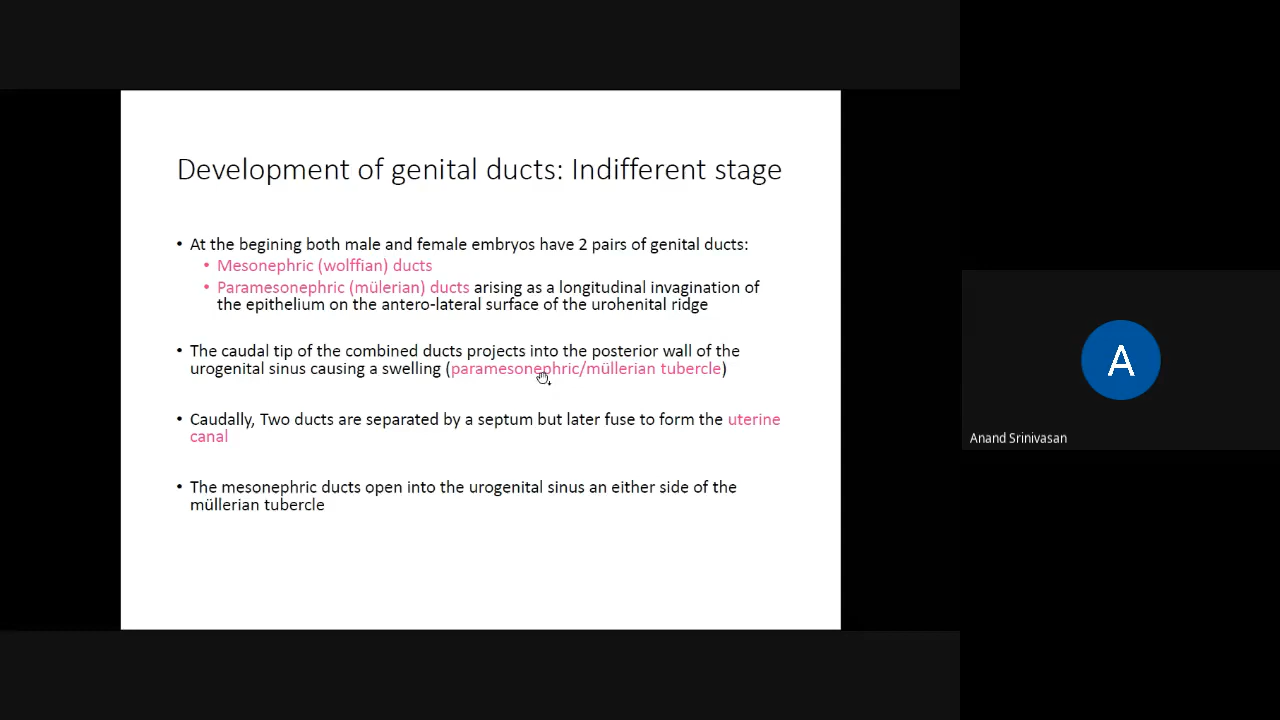 Development of genital ducts: Indifferent stage
• At the begining both male and female embryos have 2 pairs of genital ducts:
• Mesonephric (wolffian) ducts
• Paramesonephric (mülerian) ducts arising as a longitudinal invagination of
the epithelium on the antero-lateral surface of the urohenital ridge
• The caudal tip of the combined ducts projects into the posterior wall of the
urogenital sinus causing a swelling (paramesonephric/müllerian tubercle)
• Caudally, Two ducts are separated by a septum but later fuse to form the uterine
canal
• The mesonephric ducts open into the urogenital sinus an either side of the
müllerian tubercle
A
Anand Srinivasan